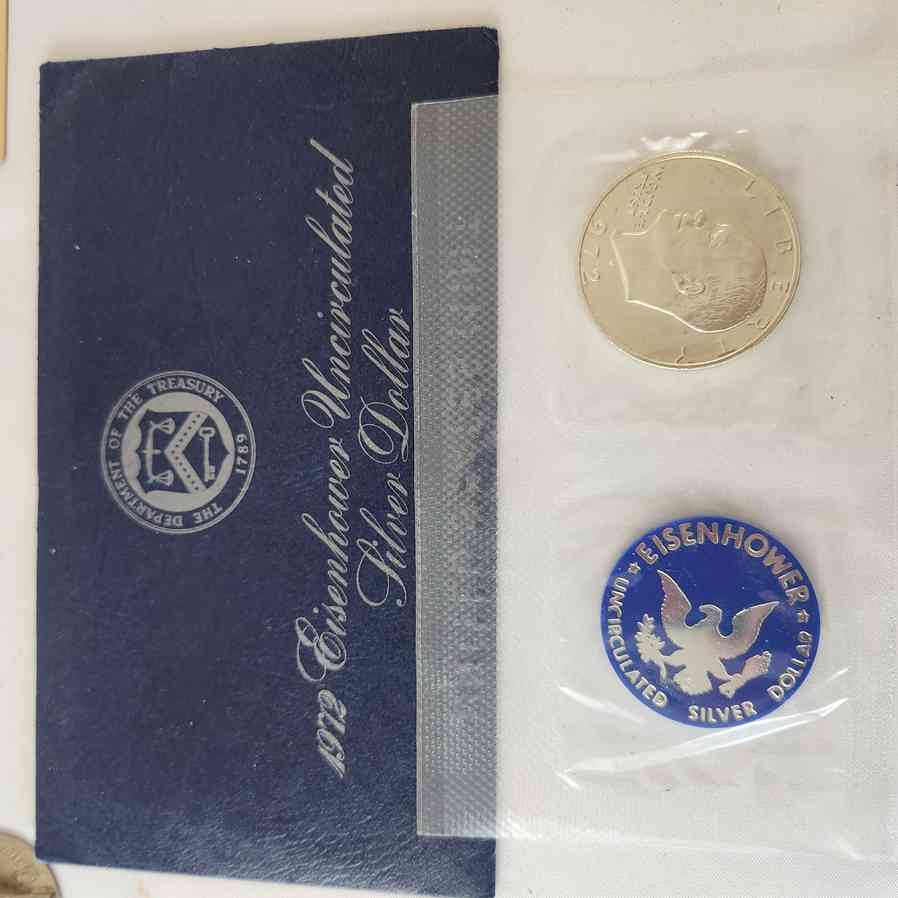 THE DEPARTMENT OF THE TREASURY
1789
1972 Eisenhower Uncirculated
Silver Dollar
LIBERTY
1972
EISENHOWER
UNCIRCULATED SILVER DOLLAR